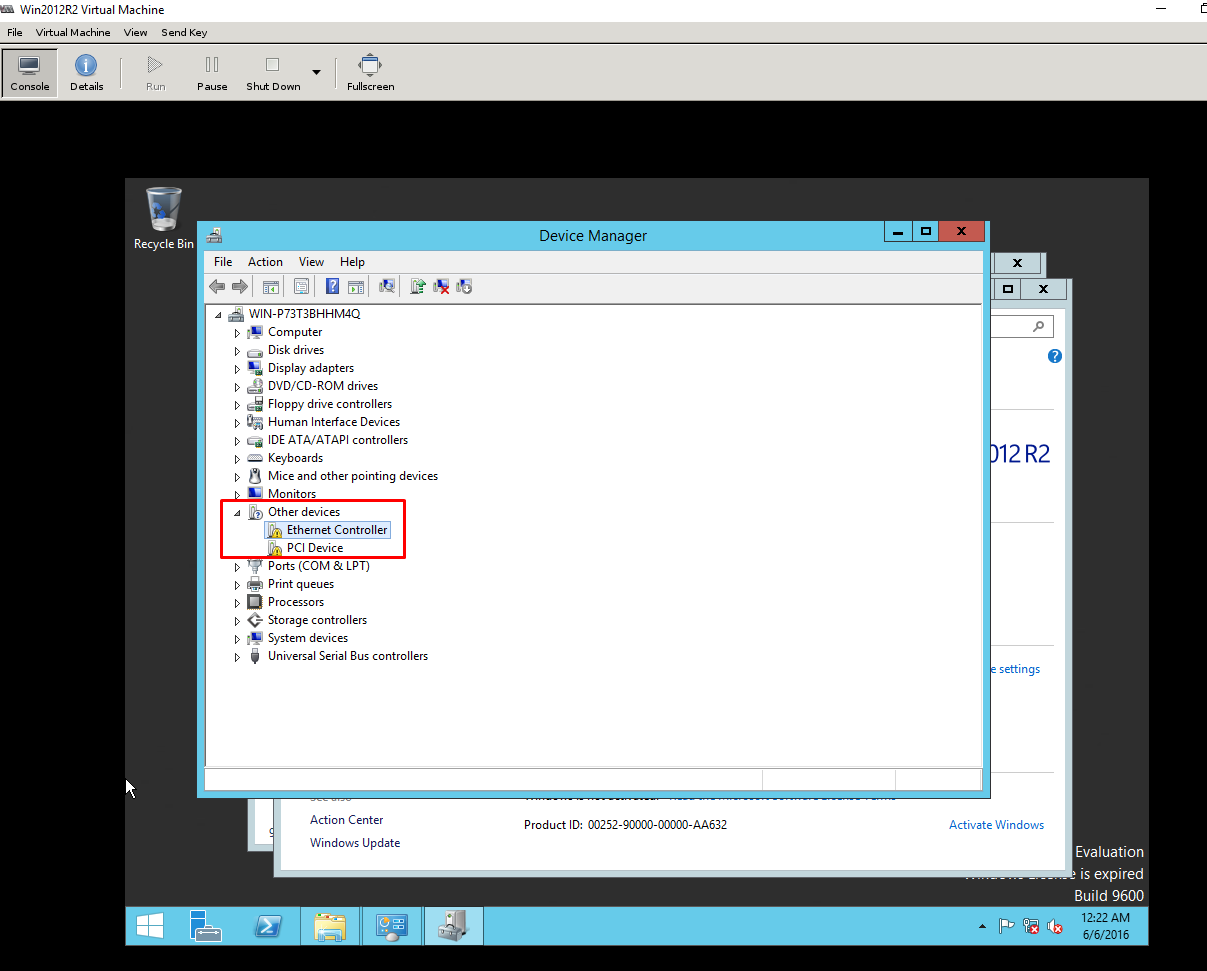 Win2012R2 Virtual Machine
File Virtual Machine View Send Key
Console Details Run Pause Shut Down Fullscreen
Recycle Bin
Device Manager
File Action View Help
WIN-P73T3BHHM4Q
Computer
Disk drives
Display adapters
DVD/CD-ROM drives
Floppy drive controllers
Human Interface Devices
IDE ATA/ATAPI controllers
Keyboards
012 R2
Mice and other pointing devices
Monitors
Other devices
Ethernet Controller
PCI Device
Ports (COM & LPT)
Print queues
Processors
Storage controllers
System devices
Universal Serial Bus controllers
e settings
Action Center
Product ID: 00252-90000-00000-AA632
Activate Windows
Windows Update
Evaluation
is expired
Build 9600
12:22 AM
6/6/2016